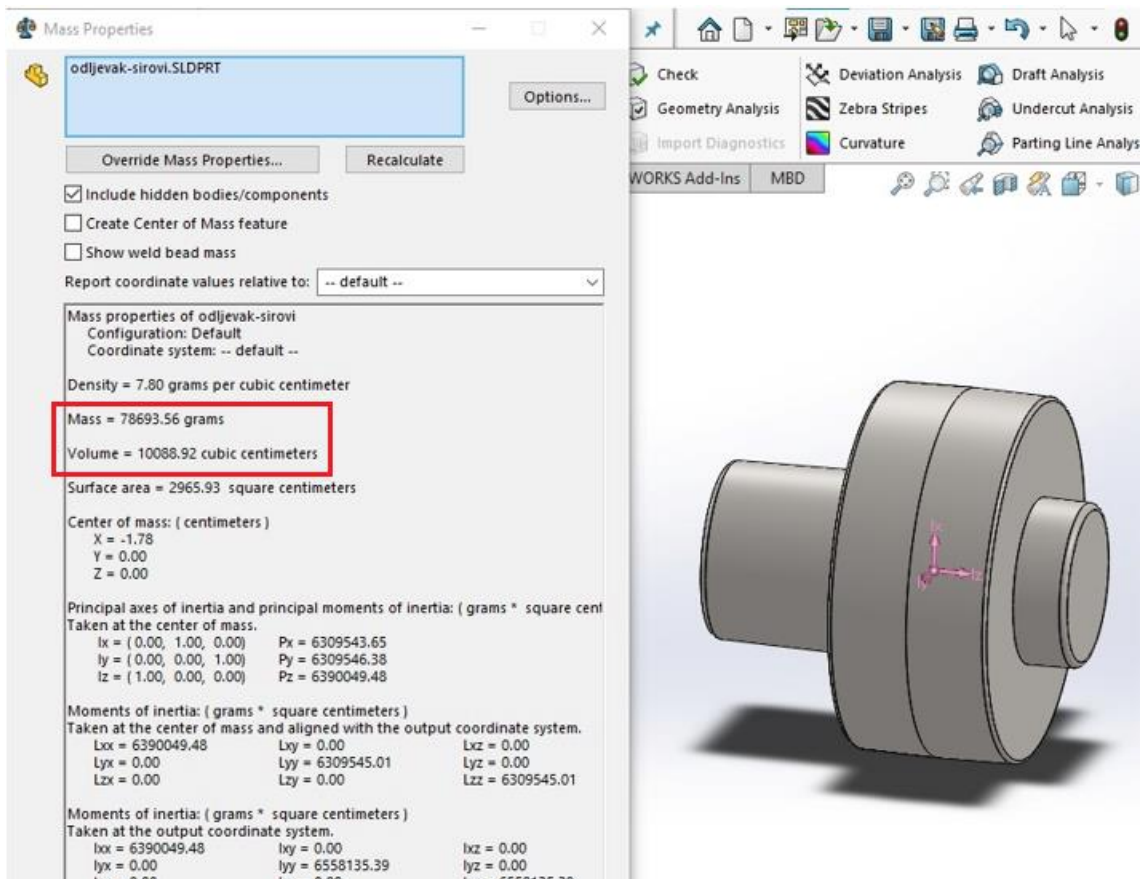 Mass Properties
odljevak-sirovi.SLDPRT
Options...
Override Mass Properties...
Recalculate
Include hidden bodies/components
Create Center of Mass feature
Show weld bead mass
Report coordinate values relative to: -- default --
Mass properties of odljevak-sirovi
Configuration: Default
Coordinate system: -- default --
Density = 7.80 grams per cubic centimeter
Mass = 78693.56 grams
Volume = 10088.92 cubic centimeters
Surface area = 2965.93 square centimeters
Center of mass: ( centimeters )
X = -1.78
Y = 0.00
Z = 0.00
Principal axes of inertia and principal moments of inertia: ( grams * square cent
Taken at the center of mass.
Ix = ( 0.00, 1.00, 0.00) Px = 6309543.65
Iy = ( 0.00, 0.00, 1.00) Py = 6309546.38
Iz = ( 1.00, 0.00, 0.00) Pz = 6390049.48
Moments of inertia: ( grams * square centimeters )
Taken at the center of mass and aligned with the output coordinate system.
Lxx = 6390049.48 Lxy = 0.00 Lxz = 0.00
Lyx = 0.00 Lyy = 6309545.01 Lyz = 0.00
Lzx = 0.00 Lzy = 0.00 Lzz = 6309545.01
Moments of inertia: ( grams * square centimeters )
Taken at the output coordinate system.
Ixx = 6390049.48 Ixy = 0.00 Ixz = 0.00
Iyx = 0.00 Iyy = 6558135.39 Iyz = 0.00
Check
Deviation Analysis
Draft Analysis
Geometry Analysis
Zebra Stripes
Undercut Analysis
Import Diagnostics
Curvature
Parting Line Analys
WORKS Add-Ins
MBD
Ix
Iy
Iz